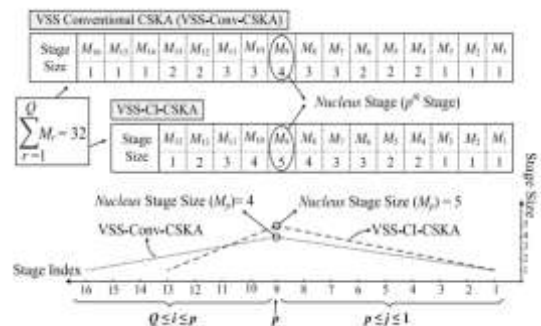 VSS Conventional CSKA (VSS-Conv-CSKA)
Stage Size M₁₆ M₁₅ M₁₄ M₁₃ M₁₂ M₁₁ M₁₀ M₉ M₈ M₇ M₆ M₅ M₄ M₃ M₂ M₁
1 1 1 2 2 3 3 4 3 3 2 2 2 1 1 1
VSS-CI-CSKA
Nucleus Stage (pᵗʰ Stage)
Q
∑ Mᵣ = 32
r=1
Stage Size M₁₃ M₁₂ M₁₁ M₁₀ M₉ M₈ M₇ M₆ M₅ M₄ M₃ M₂ M₁
1 2 3 4 5 4 3 3 2 2 1 1 1
Nucleus Stage Size (Mₚ)= 4
Nucleus Stage Size (Mₚ) = 5
VSS-Conv-CSKA
VSS-CI-CSKA
Stage Size
Stage Index
16 15 14 13 12 11 10 9 8 7 6 5 4 3 2 1
Q ≤ i ≤ p
p
p ≤ j ≤ 1